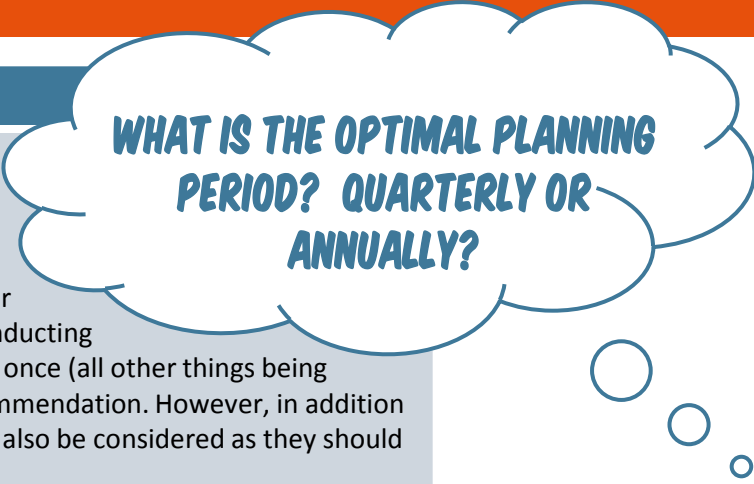 WHAT IS THE OPTIMAL PLANNING
PERIOD? QUARTERLY OR
ANNUALLY?
once (all other things being
mmendation. However, in addition
also be considered as they should